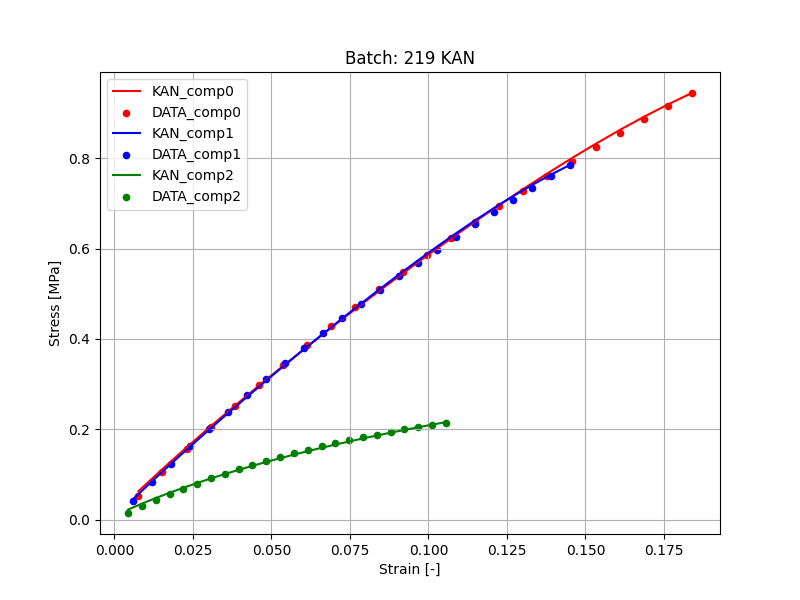 Batch: 219 KAN
KAN_comp0
DATA_comp0
KAN_comp1
DATA_comp1
KAN_comp2
DATA_comp2
Stress [MPa]
0.8
0.6
0.4
0.2
0.0
0.000 0.025 0.050 0.075 0.100 0.125 0.150 0.175
Strain [-]